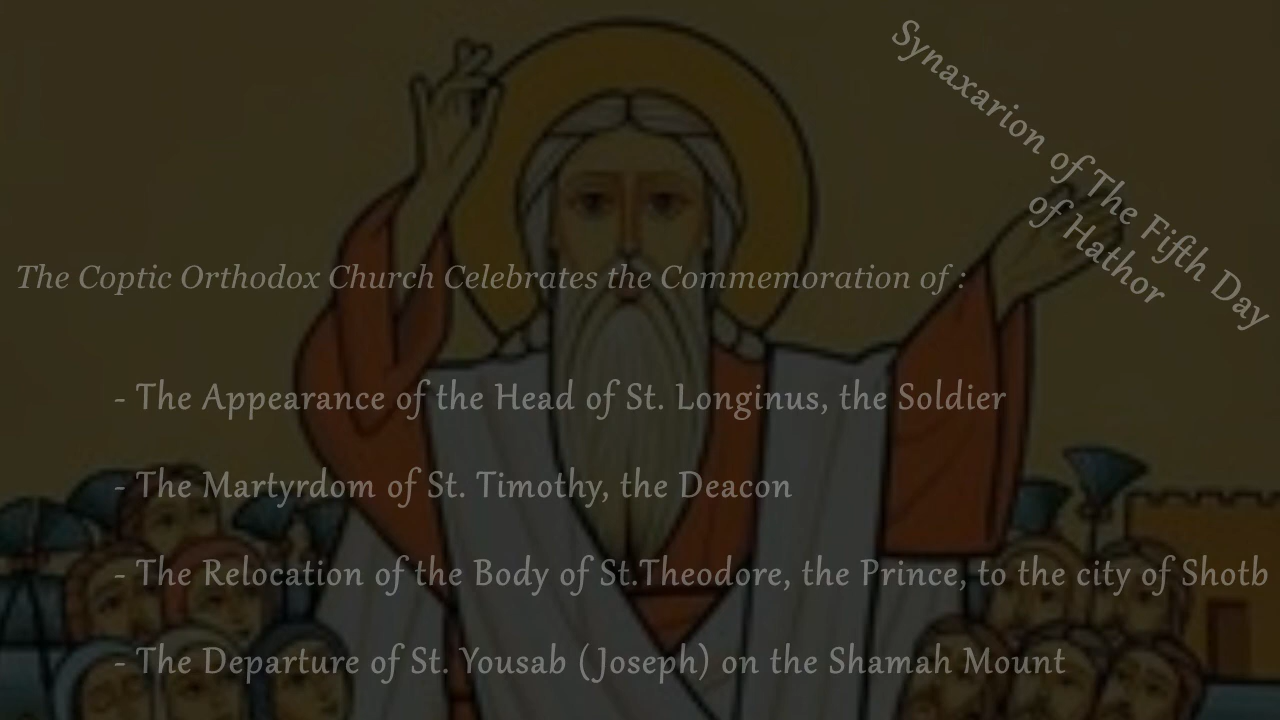 Synaxarion of The Fifth Day
of Hathor
The Coptic Orthodox Church Celebrates the Commemoration of :
- The Appearance of the Head of St. Longinus, the Soldier
- The Martyrdom of St. Timothy, the Deacon
- The Relocation of the Body of St.Theodore, the Prince, to the city of Shotb
- The Departure of St. Yousab (Joseph) on the Shamah Mount